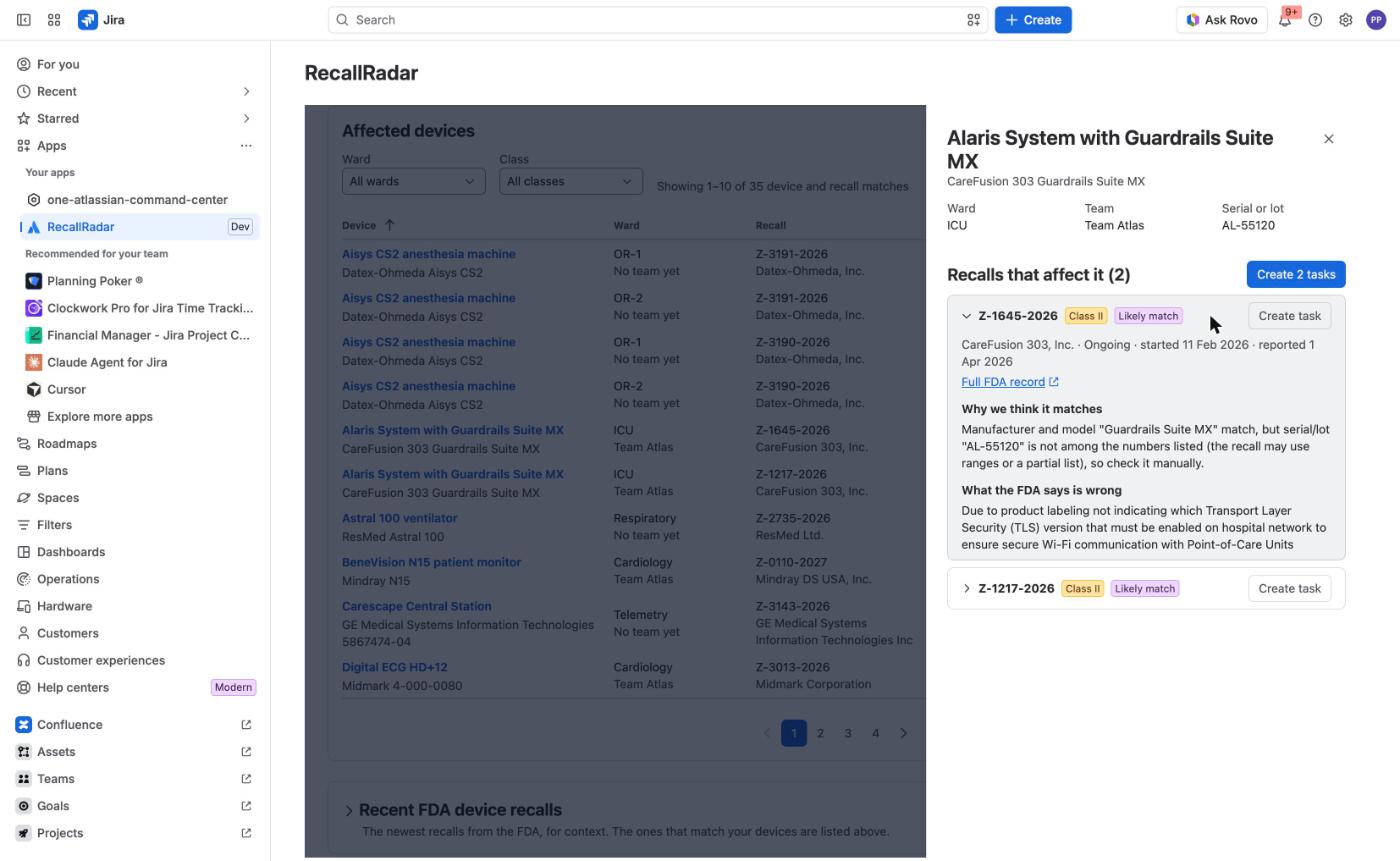 Jira
Search
Create
Ask Rovo
9+
PP
For you
Recent
Starred
Apps
Your apps
one-atlassian-command-center
RecallRadar
Dev
Recommended for your team
Planning Poker ®
Clockwork Pro for Jira Time Tracki...
Financial Manager - Jira Project C...
Claude Agent for Jira
Cursor
Explore more apps
Roadmaps
Plans
Spaces
Filters
Dashboards
Operations
Hardware
Customers
Customer experiences
Help centers
Modern
Confluence
Assets
Teams
Goals
Projects
RecallRadar
Affected devices
Ward
Class
All wards
All classes
Showing 1–10 of 35 device and recall matches
Device Ward Recall
Aisys CS2 anesthesia machine OR-1 Z-3191-2026
Datex-Ohmeda Aisys CS2 No team yet Datex-Ohmeda, Inc.
Aisys CS2 anesthesia machine OR-2 Z-3191-2026
Datex-Ohmeda Aisys CS2 No team yet Datex-Ohmeda, Inc.
Aisys CS2 anesthesia machine OR-1 Z-3190-2026
Datex-Ohmeda Aisys CS2 No team yet Datex-Ohmeda, Inc.
Aisys CS2 anesthesia machine OR-2 Z-3190-2026
Datex-Ohmeda Aisys CS2 No team yet Datex-Ohmeda, Inc.
Alaris System with Guardrails Suite MX ICU Z-1645-2026
CareFusion 303 Guardrails Suite MX Team Atlas CareFusion 303, Inc.
Alaris System with Guardrails Suite MX ICU Z-1217-2026
CareFusion 303 Guardrails Suite MX Team Atlas CareFusion 303, Inc.
Astral 100 ventilator Respiratory Z-2735-2026
ResMed Astral 100 No team yet ResMed Ltd.
BeneVision N15 patient monitor Cardiology Z-0110-2027
Mindray N15 Team Atlas Mindray DS USA, Inc.
Carescape Central Station Telemetry Z-3143-2026
GE Medical Systems Information Technologies No team yet GE Medical Systems
5867474-04 Information Technologies Inc
Digital ECG HD+12 Cardiology Z-3013-2026
Midmark 4-000-0080 Team Atlas Midmark Corporation
1 2 3 4
Recent FDA device recalls
The newest recalls from the FDA, for context. The ones that match your devices are listed above.
Alaris System with Guardrails Suite
MX
CareFusion 303 Guardrails Suite MX
Ward Team Serial or lot
ICU Team Atlas AL-55120
Recalls that affect it (2)
Create 2 tasks
Z-1645-2026 Class II Likely match Create task
CareFusion 303, Inc. · Ongoing · started 11 Feb 2026 · reported 1
Apr 2026
Full FDA record
Why we think it matches
Manufacturer and model "Guardrails Suite MX" match, but serial/lot
"AL-55120" is not among the numbers listed (the recall may use
ranges or a partial list), so check it manually.
What the FDA says is wrong
Due to product labeling not indicating which Transport Layer
Security (TLS) version that must be enabled on hospital network to
ensure secure Wi-Fi communication with Point-of-Care Units
Z-1217-2026 Class II Likely match Create task